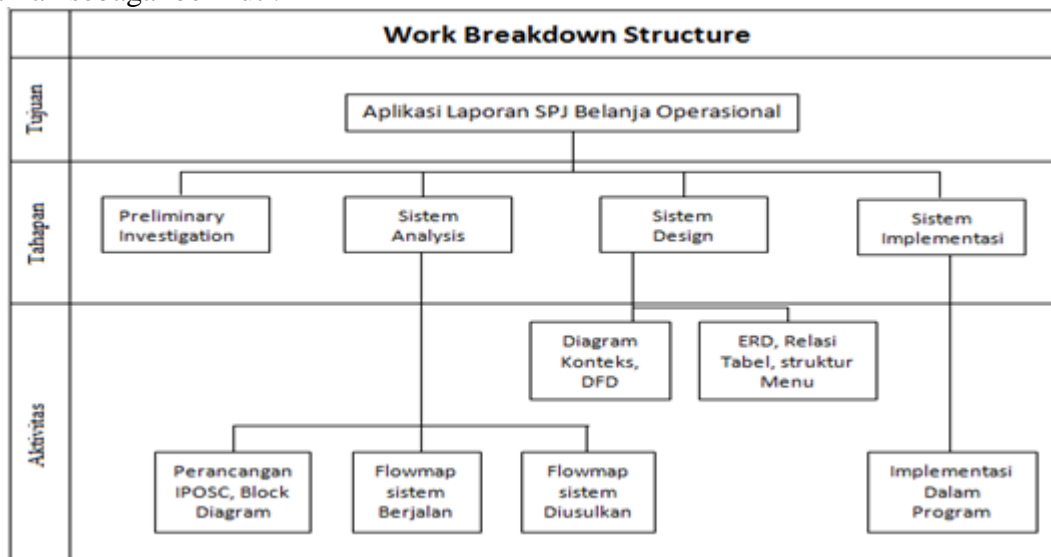 Work Breakdown Structure
Tujuan
Aplikasi Laporan SPJ Belanja Operasional
Tahapan
Preliminary
Investigation
Sistem
Analysis
Sistem
Design
Sistem
Implementasi
Aktivitas
Diagram
Konteks,
DFD
ERD, Relasi
Tabel, struktur
Menu
Perancangan
IPOSC, Block
Diagram
Flowmap
sistem
Berjalan
Flowmap
sistem
Diusulkan
Implementasi
Dalam
Program